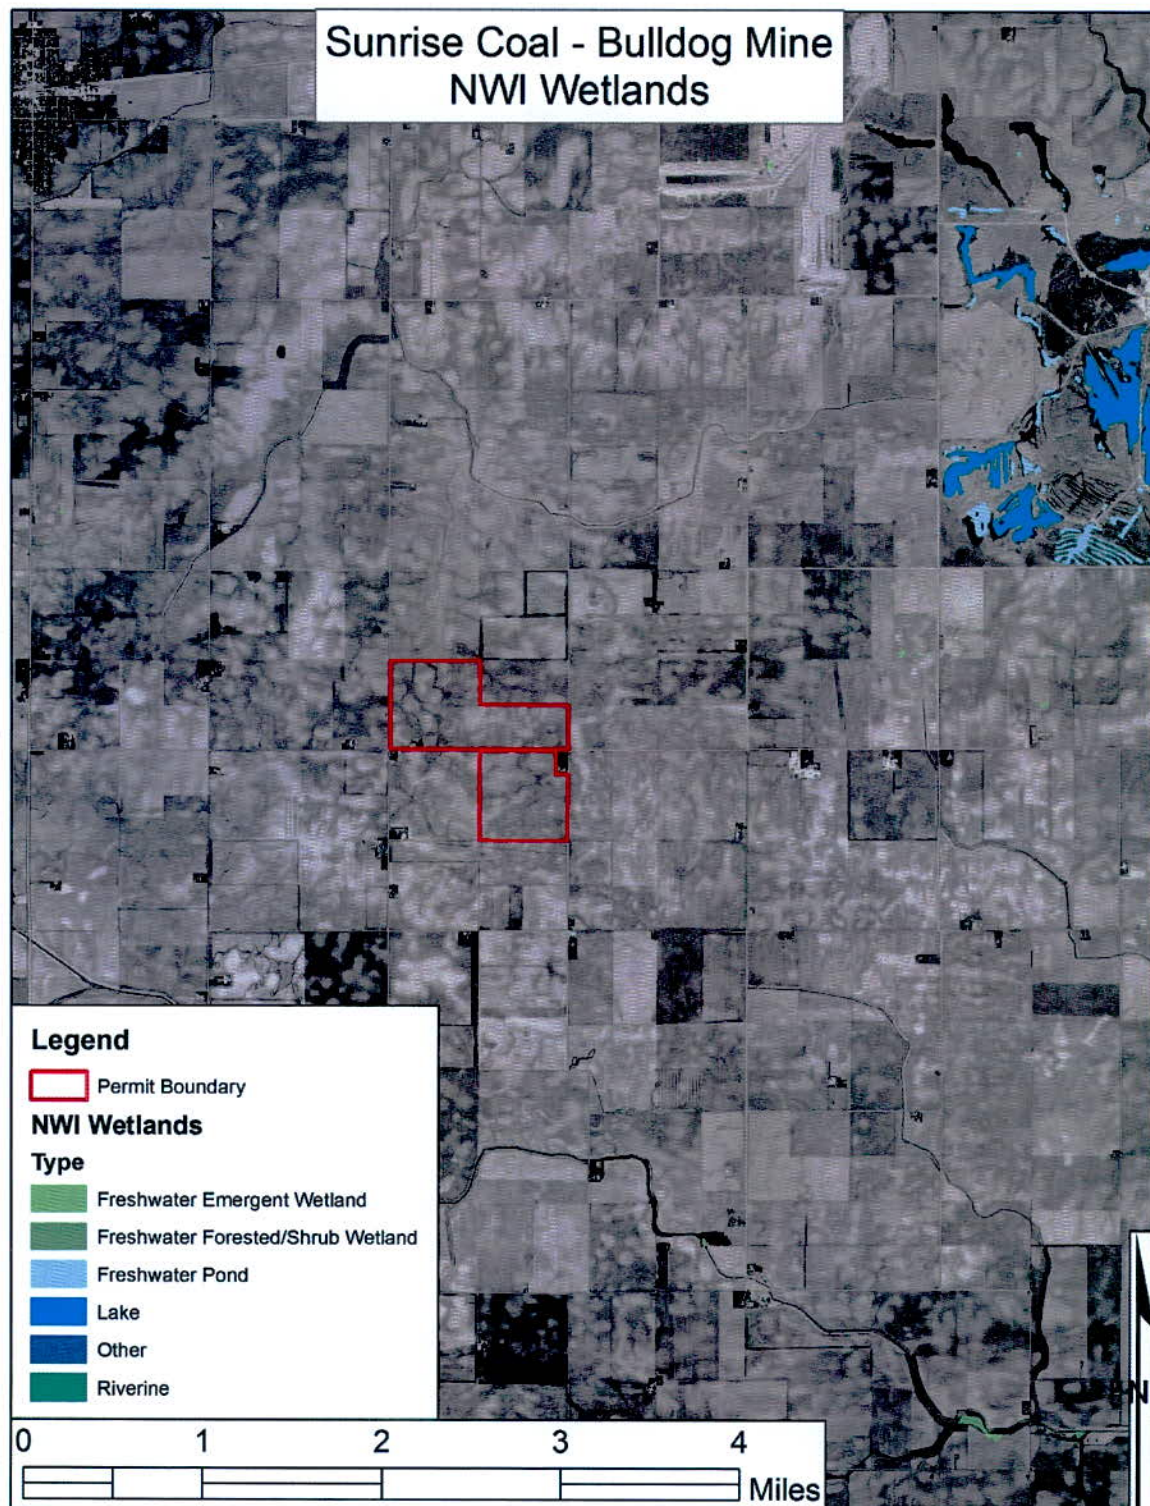 Sunrise Coal - Bulldog Mine
NWI Wetlands
Legend
Permit Boundary
NWI Wetlands
Type
Freshwater Emergent Wetland
Freshwater Forested/Shrub Wetland
Freshwater Pond
Lake
Other
Riverine
N
0 1 2 3 4
Miles